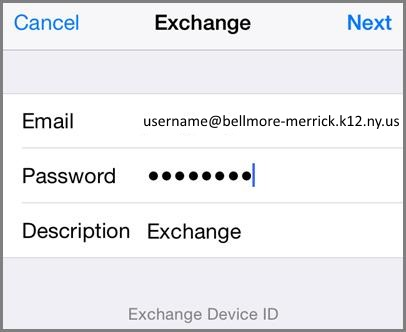 Cancel Exchange Next
Email username@bellmore-merrick.k12.ny.us
Password ●●●●●●●●
Description Exchange
Exchange Device ID